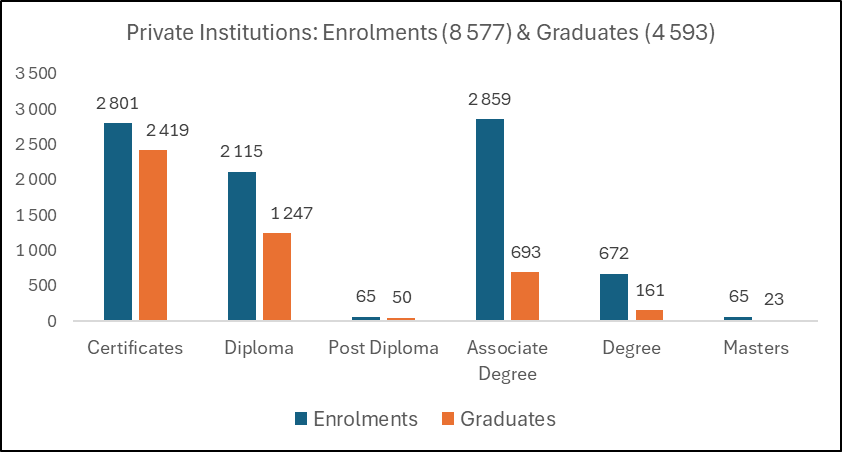 Private Institutions: Enrolments (8 577) & Graduates (4 593)
3 500
3 000
2 500
2 000
1 500
1 000
500
0
2 801
2 419
2 115
1 247
65
50
2 859
693
672
161
65
23
Certificates
Diploma
Post Diploma
Associate
Degree
Degree
Masters
Enrolments
Graduates